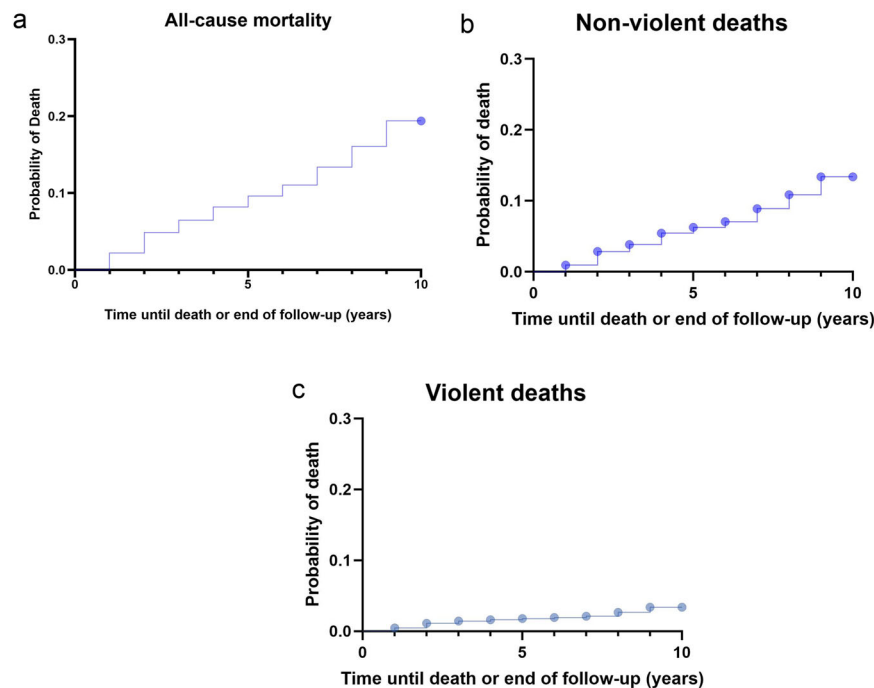 a
All-cause mortality
0.3
0.2
0.1
0.0
Probability of Death
0
5
10
Time until death or end of follow-up (years)
b
Non-violent deaths
0.3
0.2
0.1
0.0
Probability of death
0
5
10
Time until death or end of follow-up (years)
c
Violent deaths
0.3
0.2
0.1
0.0
Probability of death
0
5
10
Time until death or end of follow-up (years)